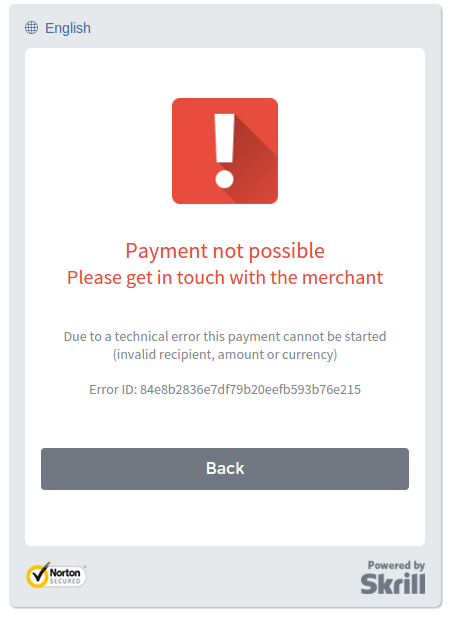 English
Payment not possible
Please get in touch with the merchant
Due to a technical error this payment cannot be started
(invalid recipient, amount or currency)
Error ID: 84e8b2836e7df79b20eefb593b76e215
Back
Norton
SECURED
Powered by
Skrill